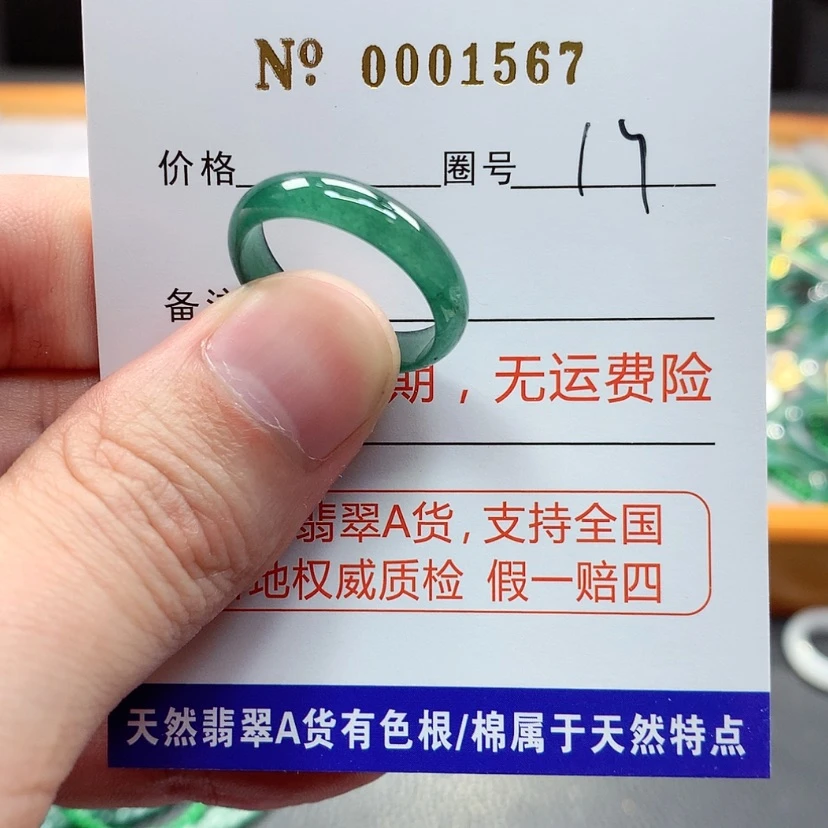 Nº 0001567
价格 圈号 17
备注
期，无运费险
翡翠A货，支持全国
地权威质检 假一赔四
天然翡翠A货有色根/棉属于天然特点